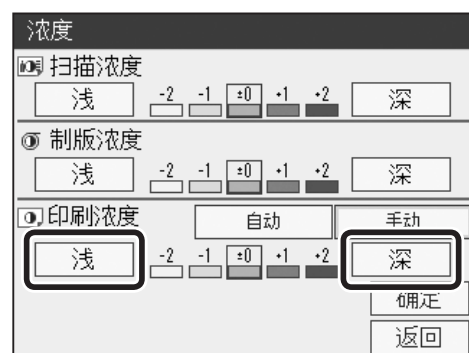 浓度
扫描浓度
浅 -2 -1 ±0 +1 +2 深
制版浓度
浅 -2 -1 ±0 +1 +2 深
印刷浓度 自动 手动
浅 -2 -1 ±0 +1 +2 深
确定
返回